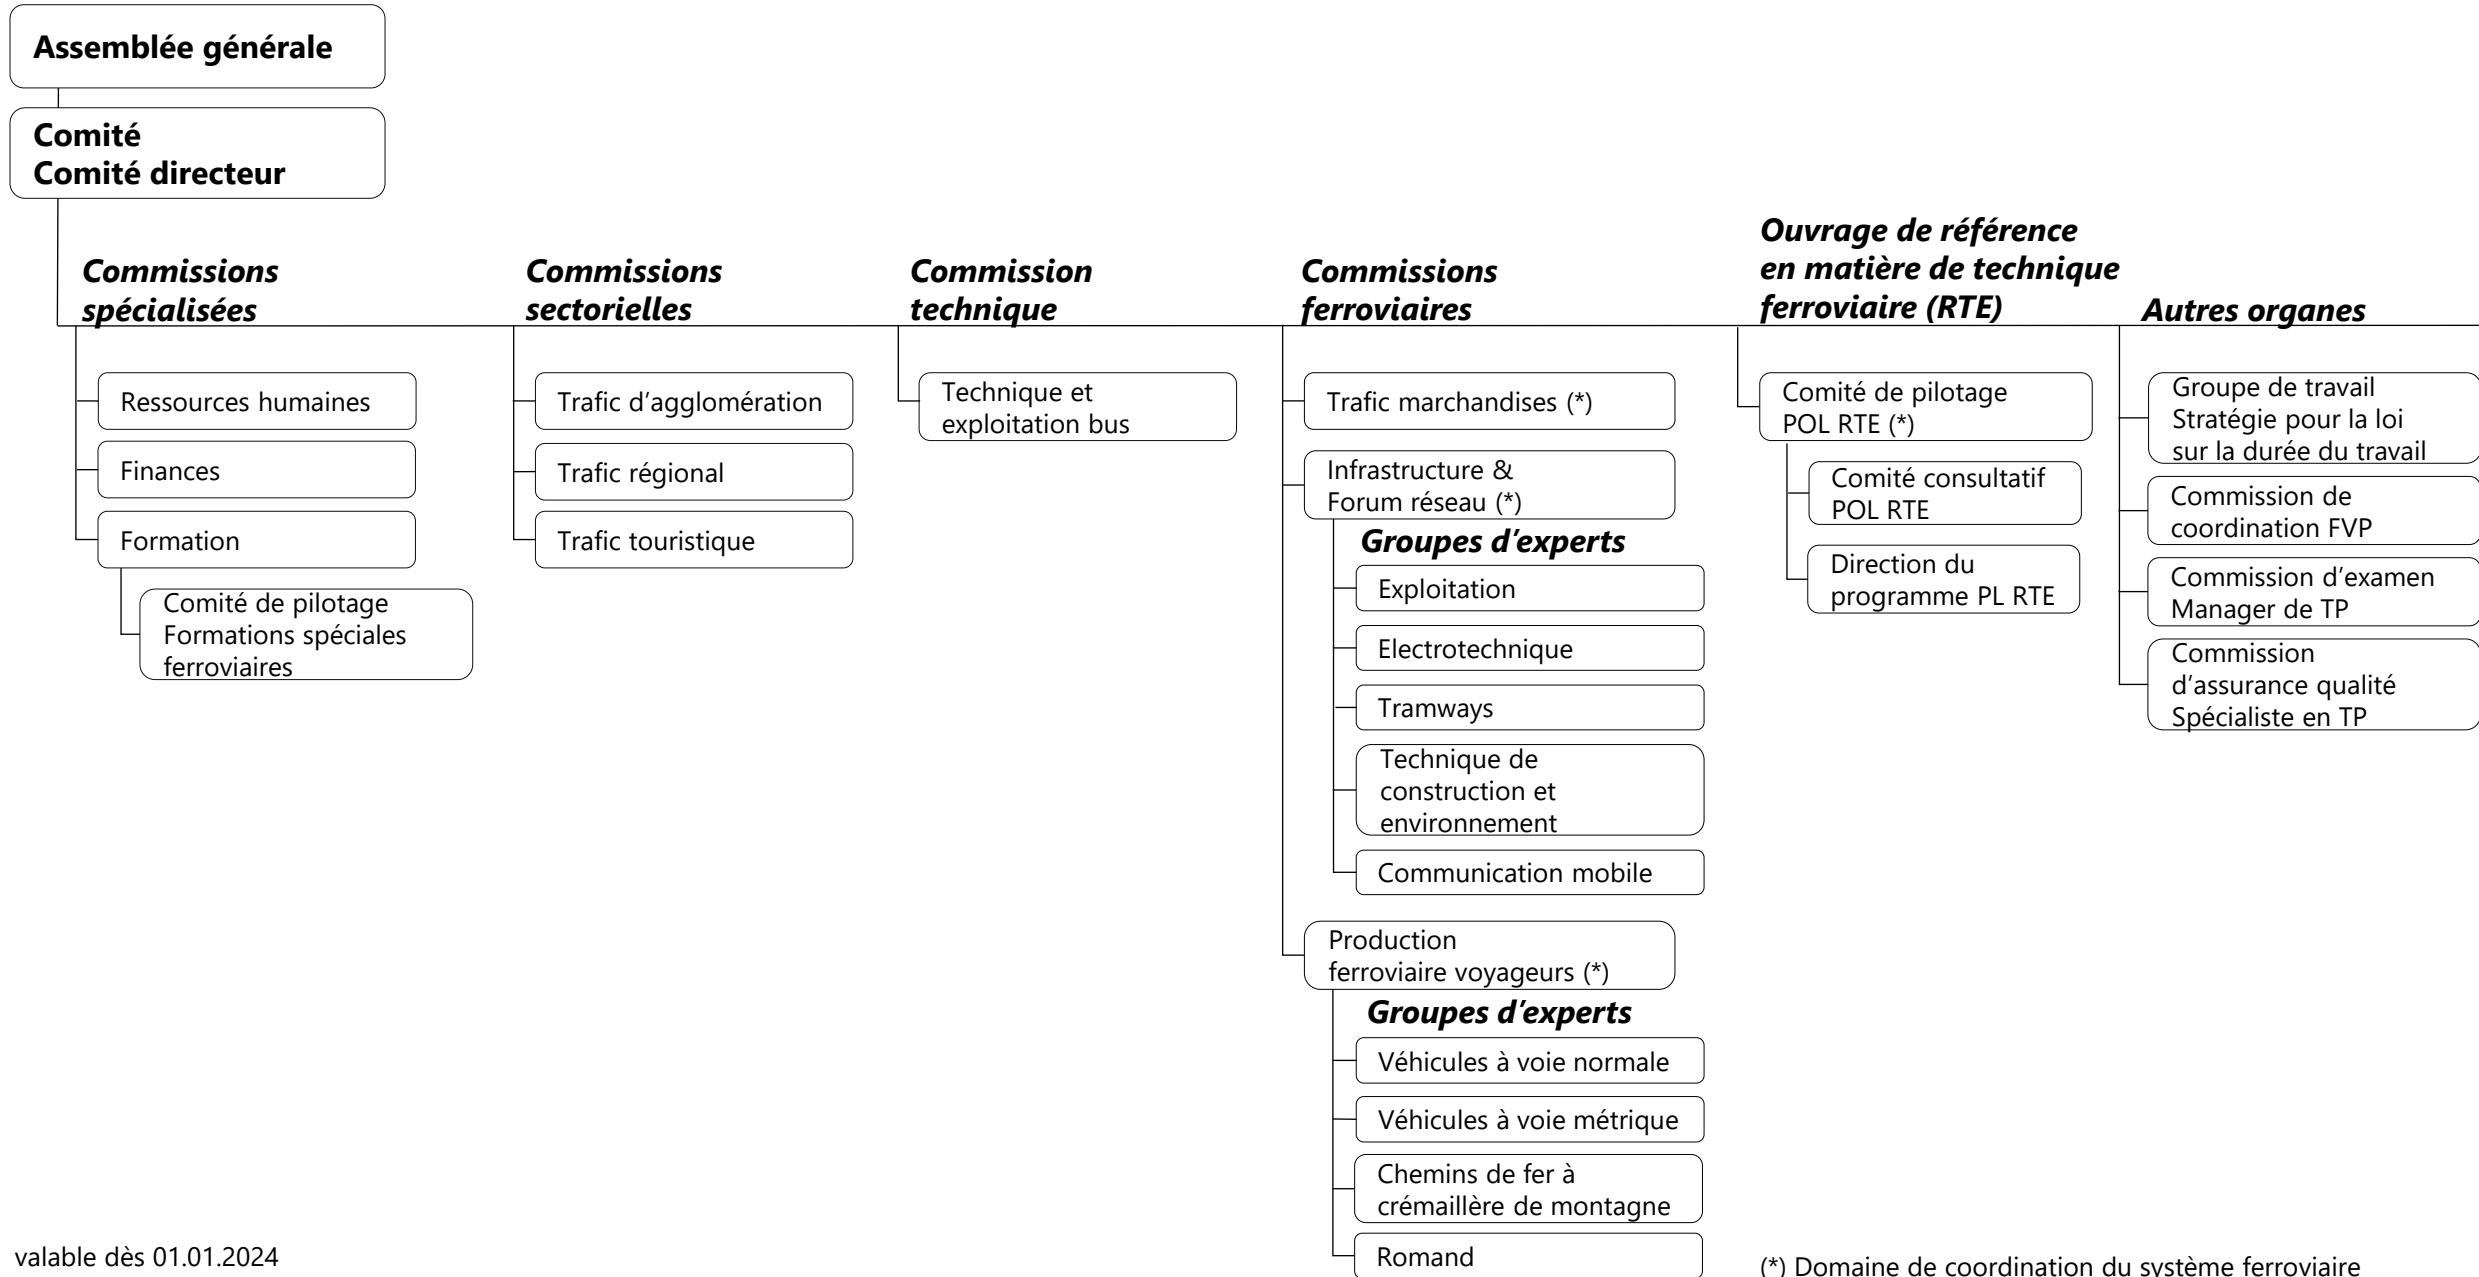 Assemblée générale
Comité
Comité directeur
Commissions
spécialisées
Ressources humaines
Finances
Formation
Comité de pilotage
Formations spéciales
ferroviaires
Commissions
sectorielles
Trafic d’agglomération
Trafic régional
Trafic touristique
Commission
technique
Technique et
exploitation bus
Commissions
ferroviaires
Trafic marchandises (*)
Infrastructure &
Forum réseau (*)
Groupes d’experts
Exploitation
Electrotechnique
Tramways
Technique de
construction et
environnement
Communication mobile
Production
ferroviaire voyageurs (*)
Groupes d’experts
Véhicules à voie normale
Véhicules à voie métrique
Chemins de fer à
crémaillère de montagne
Romand
Ouvrage de référence
en matière de technique
ferroviaire (RTE)
Comité de pilotage
POL RTE (*)
Comité consultatif
POL RTE
Direction du
programme PL RTE
Autres organes
Groupe de travail
Stratégie pour la loi
sur la durée du travail
Commission de
coordination FVP
Commission d’examen
Manager de TP
Commission
d’assurance qualité
Spécialiste en TP
valable dès 01.01.2024
(*) Domaine de coordination du système ferroviaire